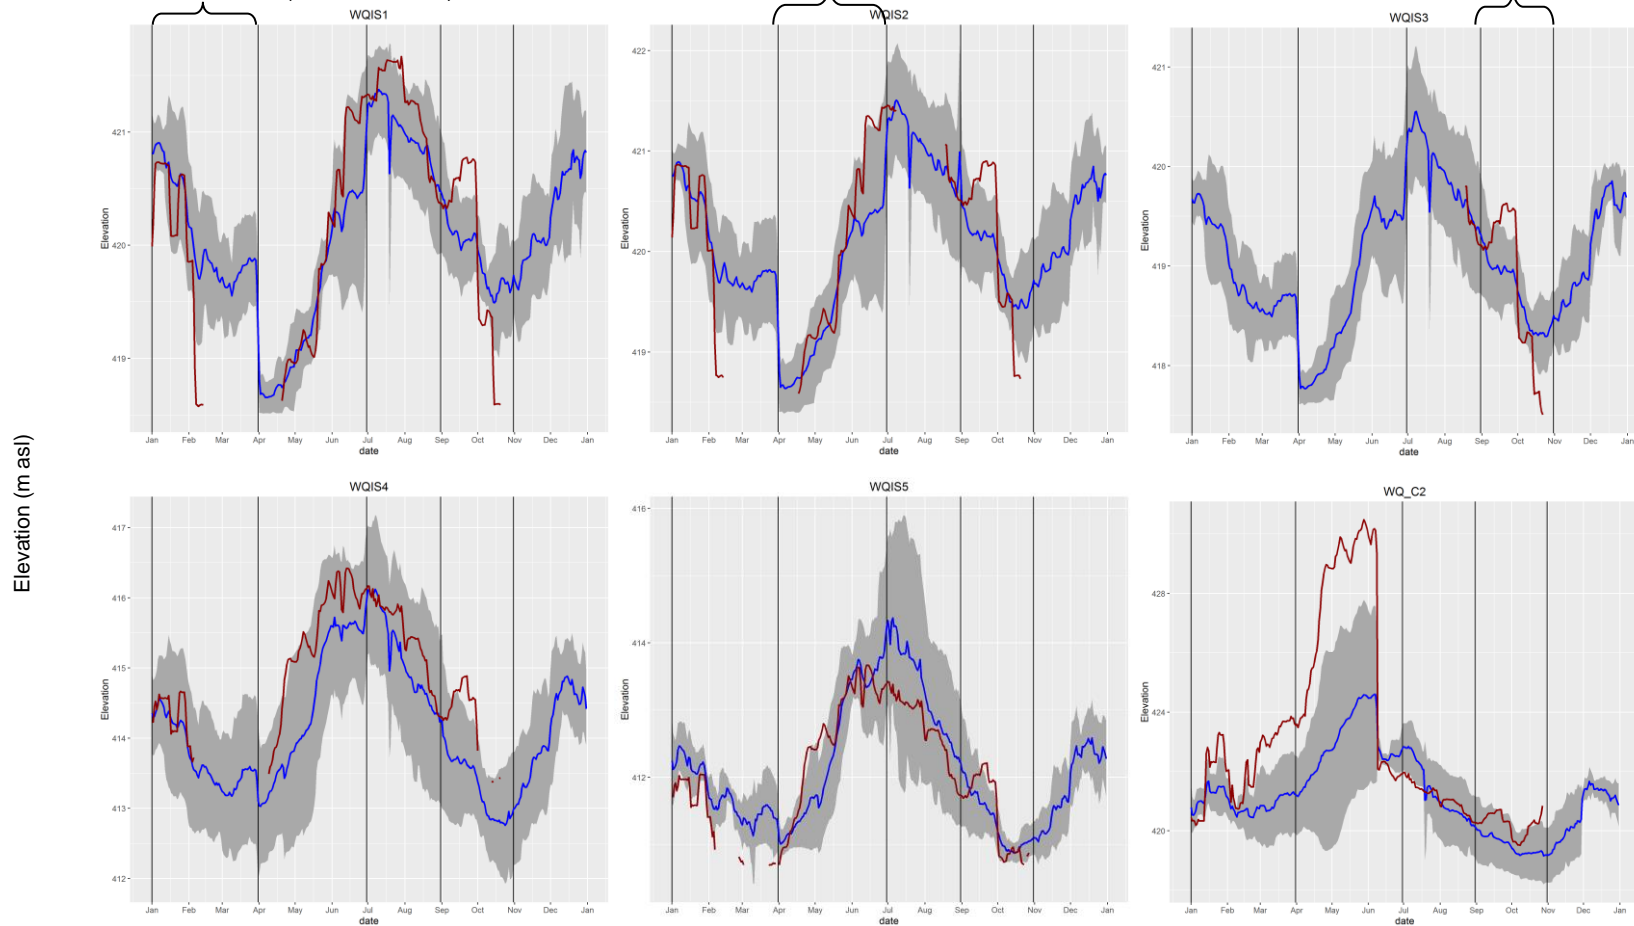 WQIS1
WQIS2
WQIS3
Elevation
421
420
419
Jan Feb Mar Apr May Jun Jul Aug Sep Oct Nov Dec Jan
date
Elevation
422
421
420
419
Jan Feb Mar Apr May Jun Jul Aug Sep Oct Nov Dec Jan
date
Elevation
421
420
419
418
Jan Feb Mar Apr May Jun Jul Aug Sep Oct Nov Dec Jan
date
Elevation (m asl)
WQIS4
WQIS5
WQ_C2
Elevation
417
416
415
414
413
412
Jan Feb Mar Apr May Jun Jul Aug Sep Oct Nov Dec Jan
date
Elevation
416
414
412
Jan Feb Mar Apr May Jun Jul Aug Sep Oct Nov Dec Jan
date
Elevation
428
424
420
Jan Feb Mar Apr May Jun Jul Aug Sep Oct Nov Dec Jan
date